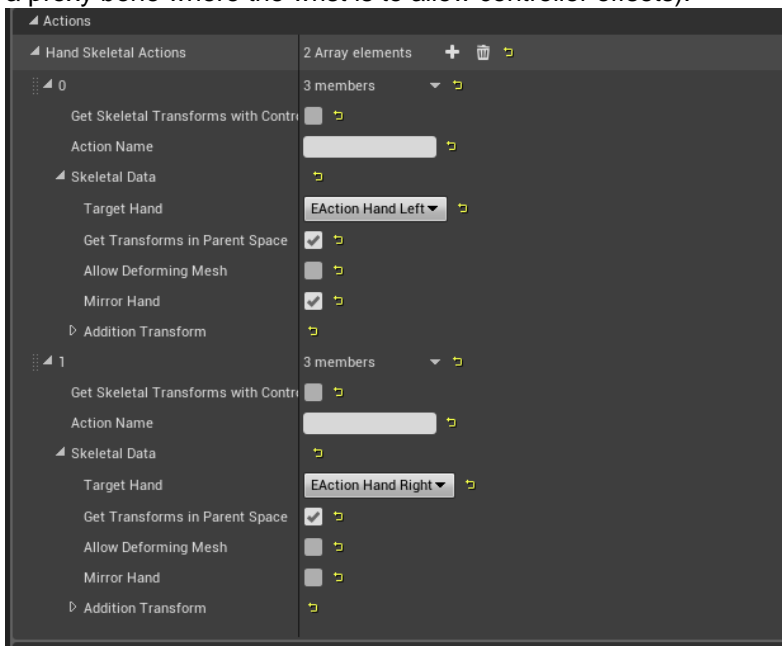 a proxy bone where the wrist is to allow controller effects).
Actions
Hand Skeletal Actions 2 Array elements
0 3 members
Get Skeletal Transforms with Contr
Action Name
Skeletal Data
Target Hand EAction Hand Left
Get Transforms in Parent Space
Allow Deforming Mesh
Mirror Hand
Addition Transform
1 3 members
Get Skeletal Transforms with Contr
Action Name
Skeletal Data
Target Hand EAction Hand Right
Get Transforms in Parent Space
Allow Deforming Mesh
Mirror Hand
Addition Transform